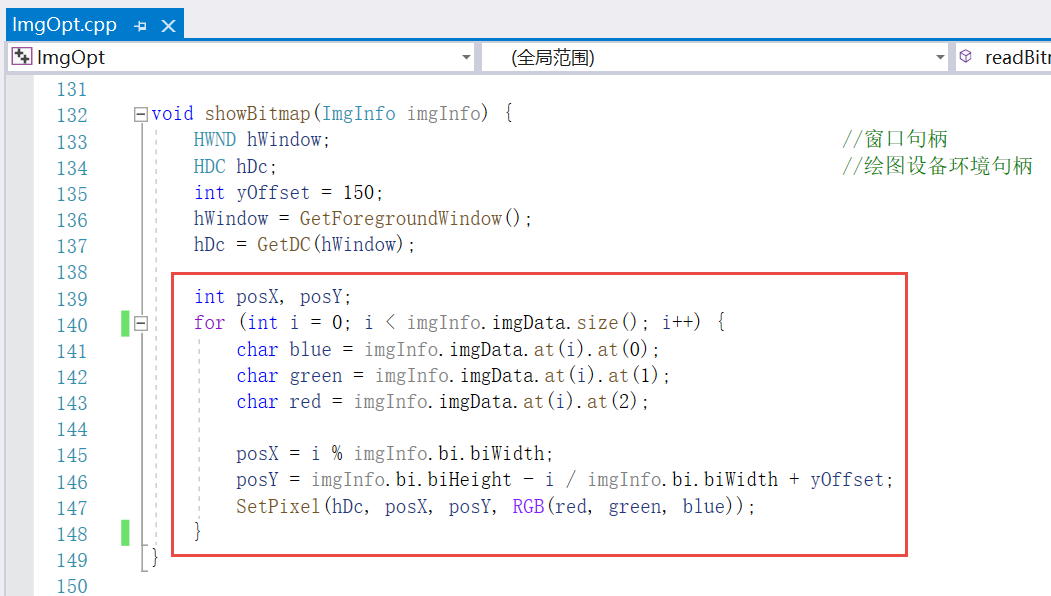 ImgOpt.cpp
ImgOpt (全局范围) readBitm
131
132 void showBitmap(ImgInfo imgInfo) {
133 HWND hWindow; //窗口句柄
134 HDC hDc; //绘图设备环境句柄
135 int yOffset = 150;
136 hWindow = GetForegroundWindow();
137 hDc = GetDC(hWindow);
138
139 int posX, posY;
140 for (int i = 0; i < imgInfo.imgData.size(); i++) {
141 char blue = imgInfo.imgData.at(i).at(0);
142 char green = imgInfo.imgData.at(i).at(1);
143 char red = imgInfo.imgData.at(i).at(2);
144
145 posX = i % imgInfo.bi.biWidth;
146 posY = imgInfo.bi.biHeight - i / imgInfo.bi.biWidth + yOffset;
147 SetPixel(hDc, posX, posY, RGB(red, green, blue));
148 }
149 }
150